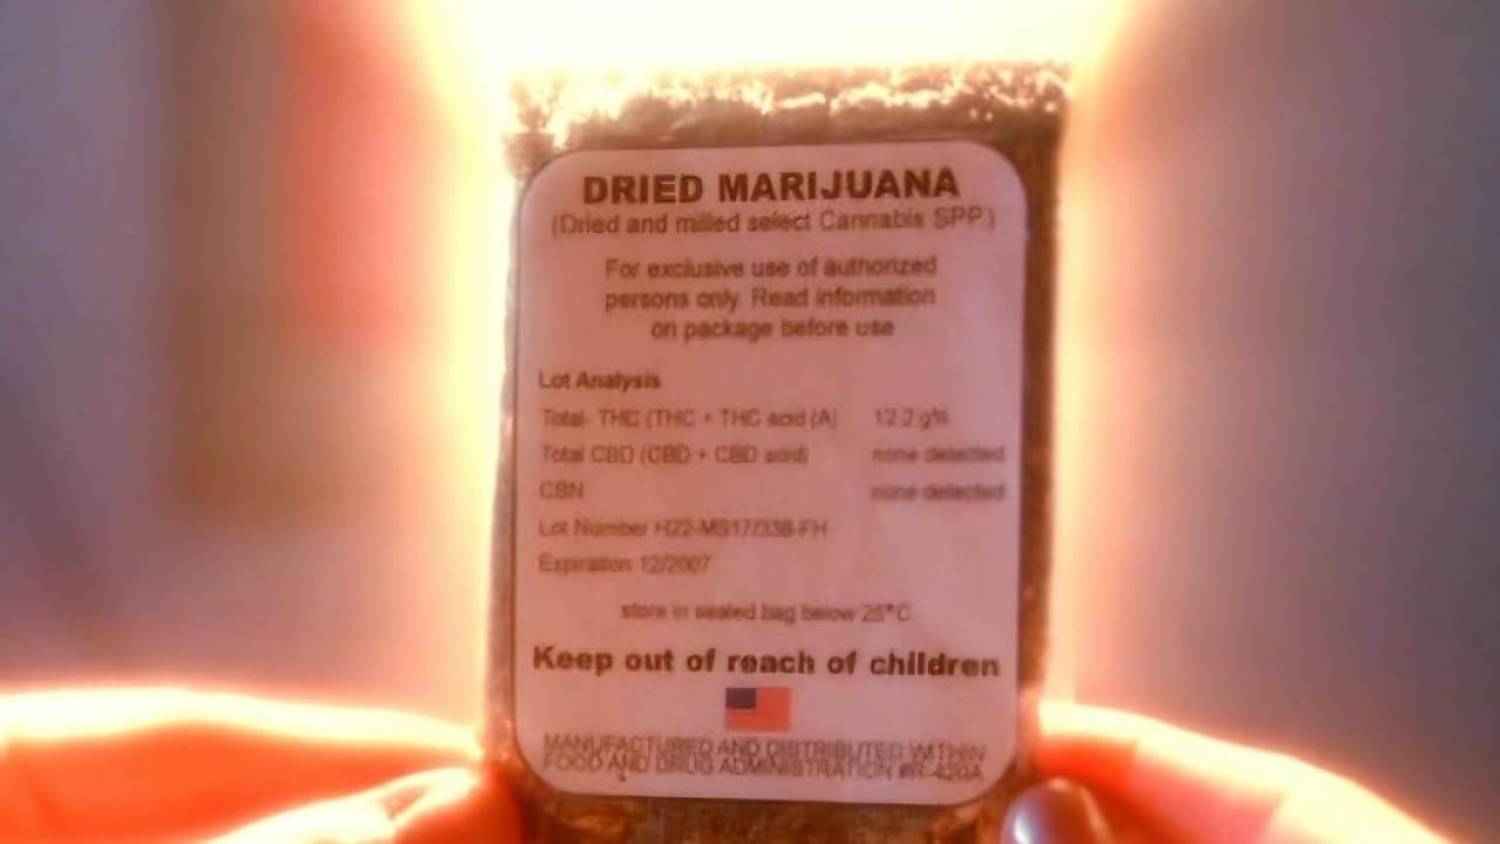 DRIED MARIJUANA
(Dried and milled select Cannabis SPP.)
For exclusive use of authorized
persons only. Read information
on package before use
Lot Analysis
Total- THC (THC + THC acid (A) 12.2 g%
Total CBD (CBD + CBD acid) none detected
CBN none detected
Lot Number H22-MS17/338-FH
Expiration 12/2007
store in sealed bag below 25°C
Keep out of reach of children
MANUFACTURED AND DISTRIBUTED WITHIN
FOOD AND DRUG ADMINISTRATION